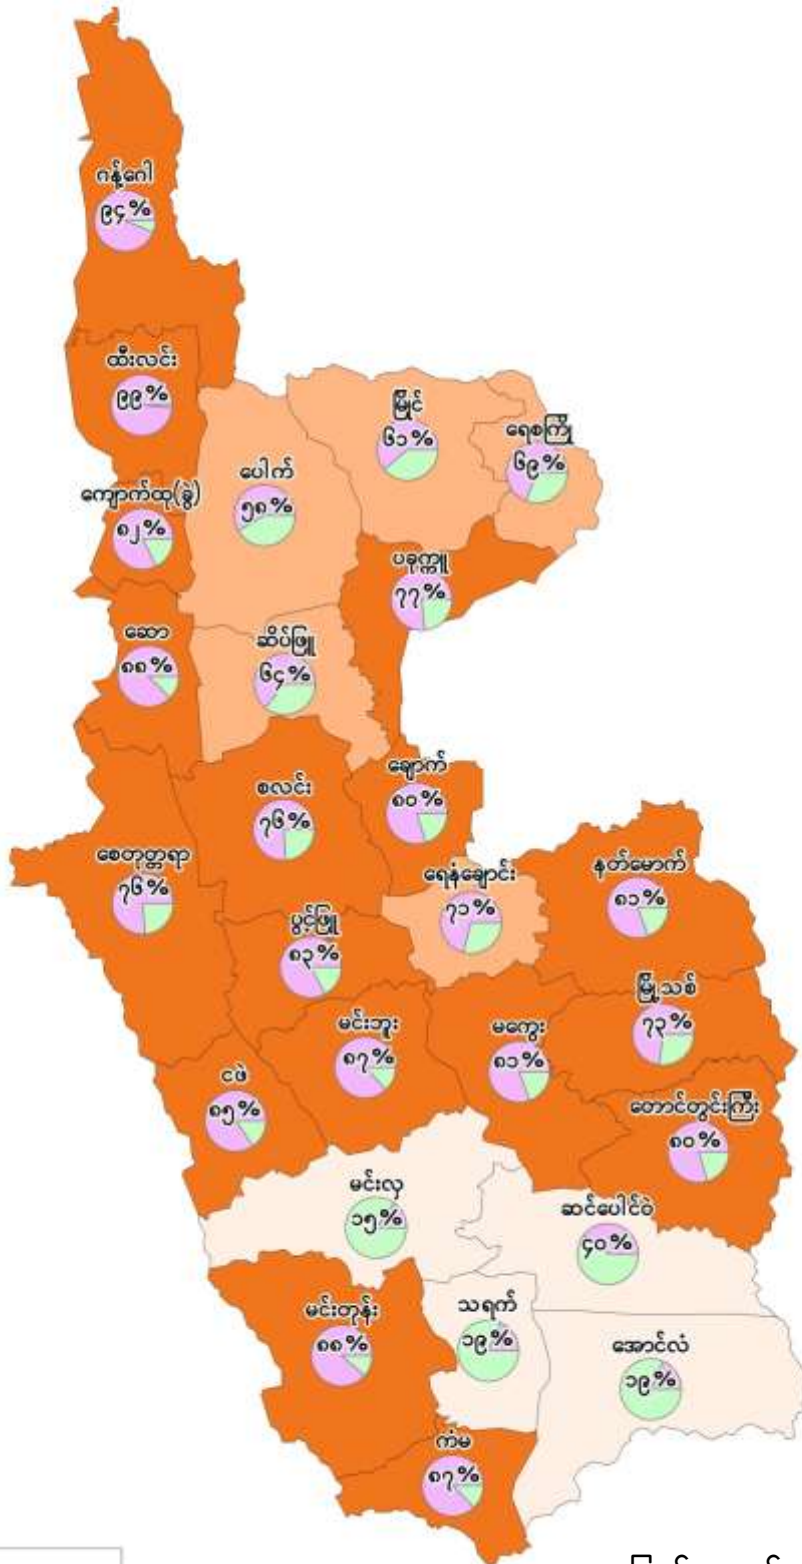 ဂန့်ဂေါ
၉၄%
ထီးလင်း
၉၉%
မြိုင်
၆၁%
ရေစကြို
၆၉%
ပေါက်
၅၈%
ကျောက်ထု(ခွဲ)
၈၂%
ပခုက္ကူ
၇၇%
ဆော
၈၈%
ဆိပ်ဖြူ
၆၄%
ချောက်
၈၀%
စလင်း
၇၆%
စေတုတ္တရာ
၇၆%
ရေနံချောင်း
၇၁%
နတ်မောက်
၈၁%
ပွင့်ဖြူ
၈၃%
မြို့သစ်
၇၃%
မင်းဘူး
၈၇%
မကွေး
၈၁%
ငဖဲ
၈၅%
တောင်တွင်းကြီး
၈၀%
မင်းလှ
၁၅%
ဆင်ပေါင်ဝဲ
၄၀%
မင်းတုန်း
၈၈%
သရက်
၁၉%
အောင်လံ
၁၉%
ကံမ
၈၇%